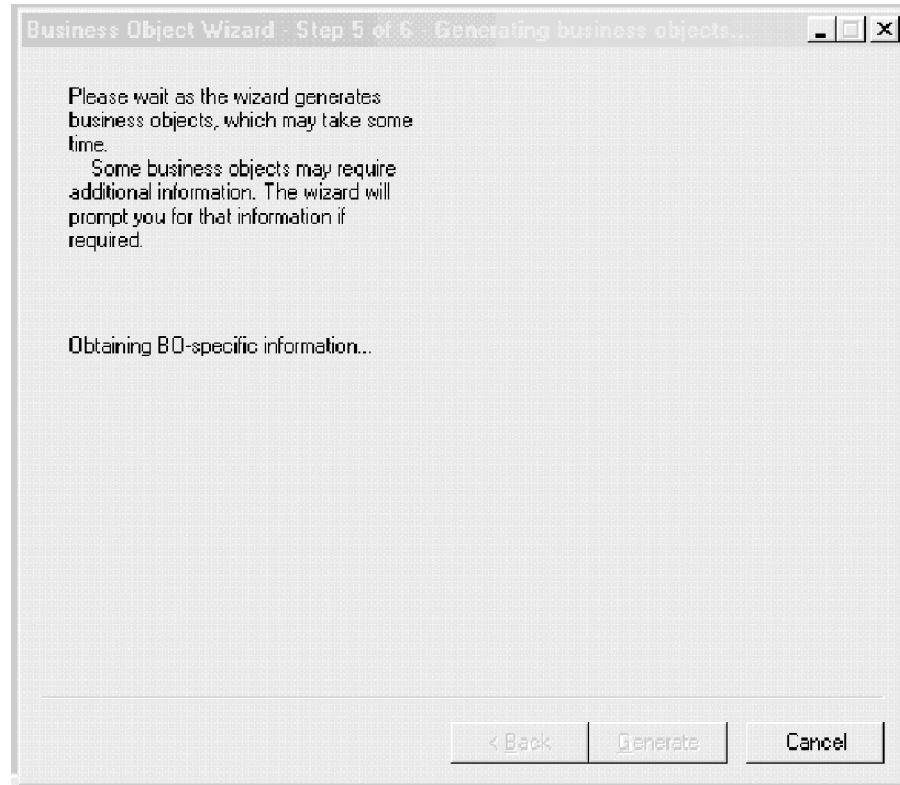 Business Object Wizard - Step 5 of 6 - Generating business objects...
Please wait as the wizard generates
business objects, which may take some
time.
Some business objects may require
additional information. The wizard will
prompt you for that information if
required.
Obtaining BO-specific information...
< Back
Generate
Cancel